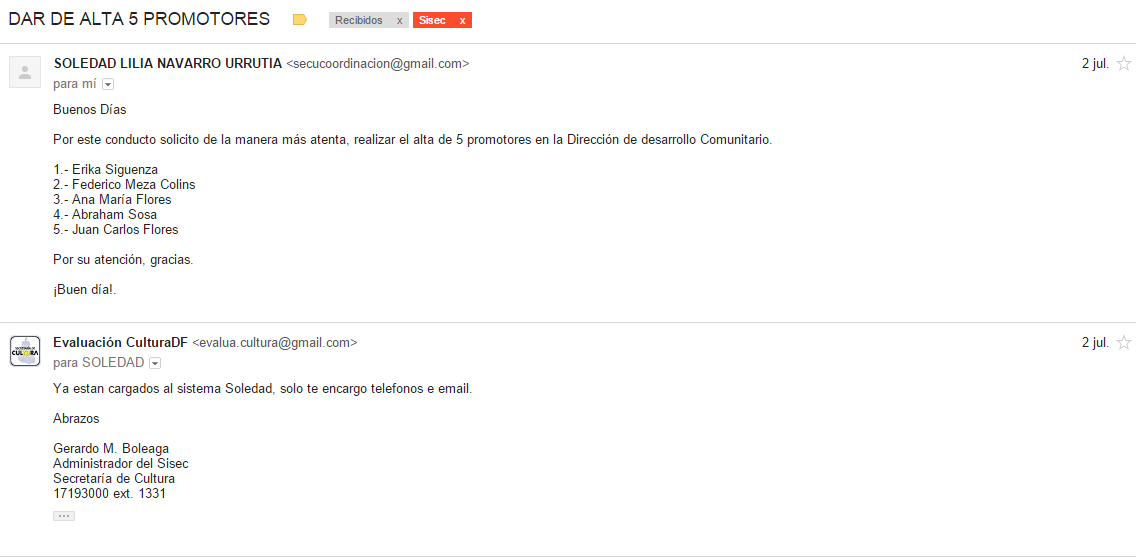 DAR DE ALTA 5 PROMOTORES
Recibidos x
Sisec x
SOLEDAD LILIA NAVARRO URRUTIA <secucoordinacion@gmail.com>
2 jul.
para mí
Buenos Días
Por este conducto solicito de la manera más atenta, realizar el alta de 5 promotores en la Dirección de desarrollo Comunitario.
1.- Erika Siguenza
2.- Federico Meza Colins
3.- Ana María Flores
4.- Abraham Sosa
5.- Juan Carlos Flores
Por su atención, gracias.
¡Buen día!.
SECRETARÍA DE
CULTURA
Evaluación CulturaDF <evalua.cultura@gmail.com>
2 jul.
para SOLEDAD
Ya estan cargados al sistema Soledad, solo te encargo telefonos e email.
Abrazos
Gerardo M. Boleaga
Administrador del Sisec
Secretaría de Cultura
17193000 ext. 1331